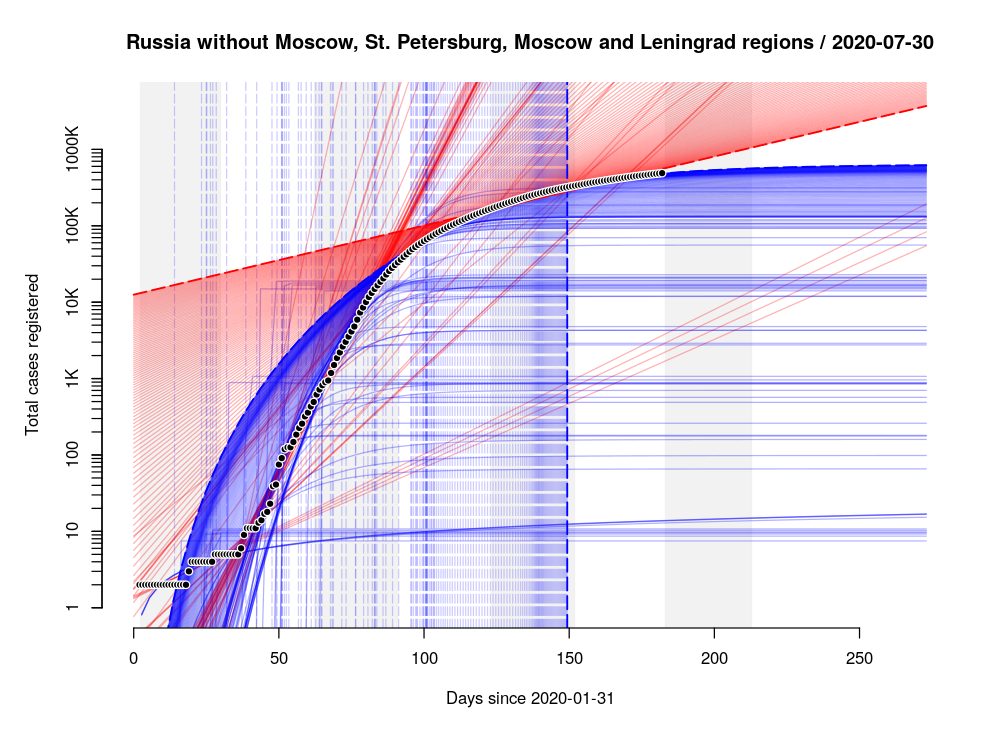 Russia without Moscow, St. Petersburg, Moscow and Leningrad regions / 2020-07-30
Total cases registered
1000K
100K
10K
1K
100
10
1
0 50 100 150 200 250
Days since 2020-01-31